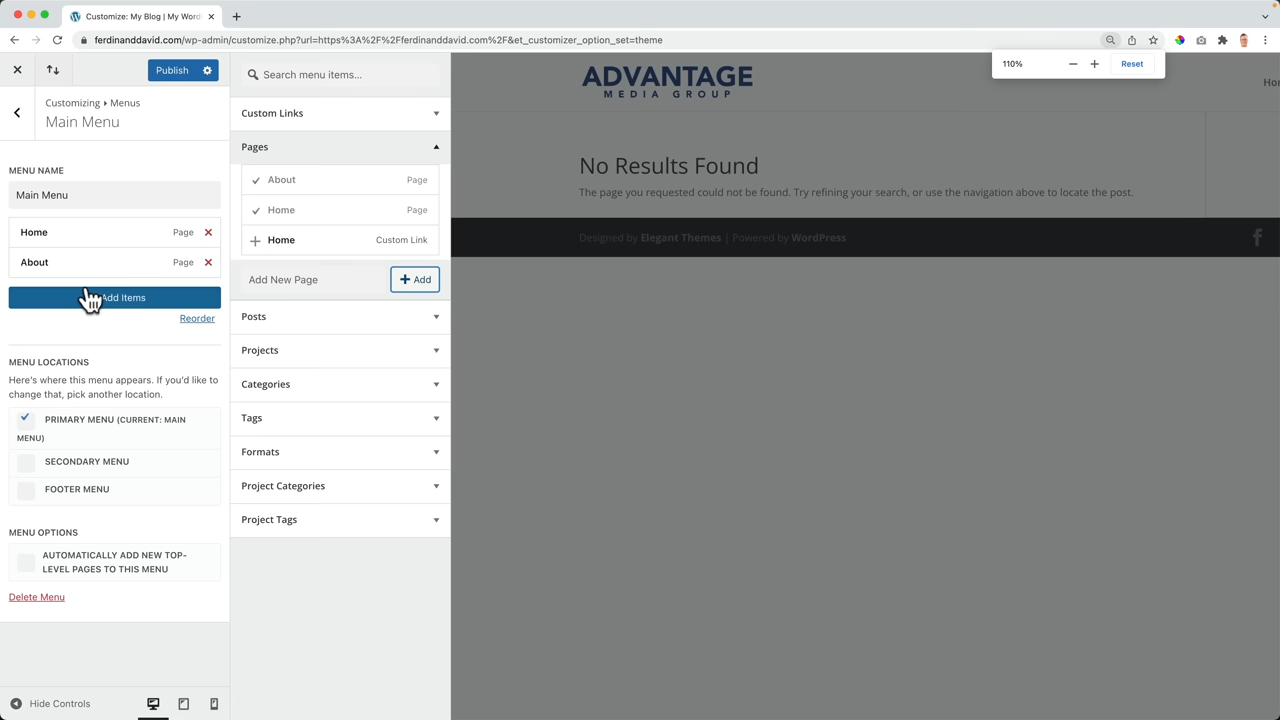 Customize: My Blog | My Word
ferdinanddavid.com/wp-admin/customize.php?url=https%3A%2F%2Fferdinanddavid.com%2F&et_customizer_option_set=theme
110%
Reset
Publish
Customizing ▸ Menus
Main Menu
MENU NAME
Main Menu
Home Page
About Page
Add Items
Reorder
MENU LOCATIONS
Here's where this menu appears. If you'd like to
change that, pick another location.
PRIMARY MENU (CURRENT: MAIN
MENU)
SECONDARY MENU
FOOTER MENU
MENU OPTIONS
AUTOMATICALLY ADD NEW TOP-
LEVEL PAGES TO THIS MENU
Delete Menu
Hide Controls
Search menu items...
Custom Links
Pages
About Page
Home Page
Home Custom Link
Add New Page
+ Add
Posts
Projects
Categories
Tags
Formats
Project Categories
Project Tags
ADVANTAGE
MEDIA GROUP
Ho
No Results Found
The page you requested could not be found. Try refining your search, or use the navigation above to locate the post.
Designed by Elegant Themes | Powered by WordPress